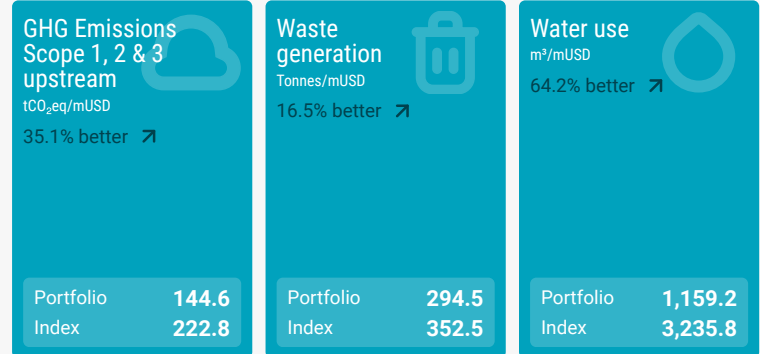 GHG Emissions
Scope 1, 2 & 3
upstream
tCO₂eq/mUSD
35.1% better
Portfolio 144.6
Index 222.8
Waste
generation
Tonnes/mUSD
16.5% better
Portfolio 294.5
Index 352.5
Water use
m³/mUSD
64.2% better
Portfolio 1,159.2
Index 3,235.8